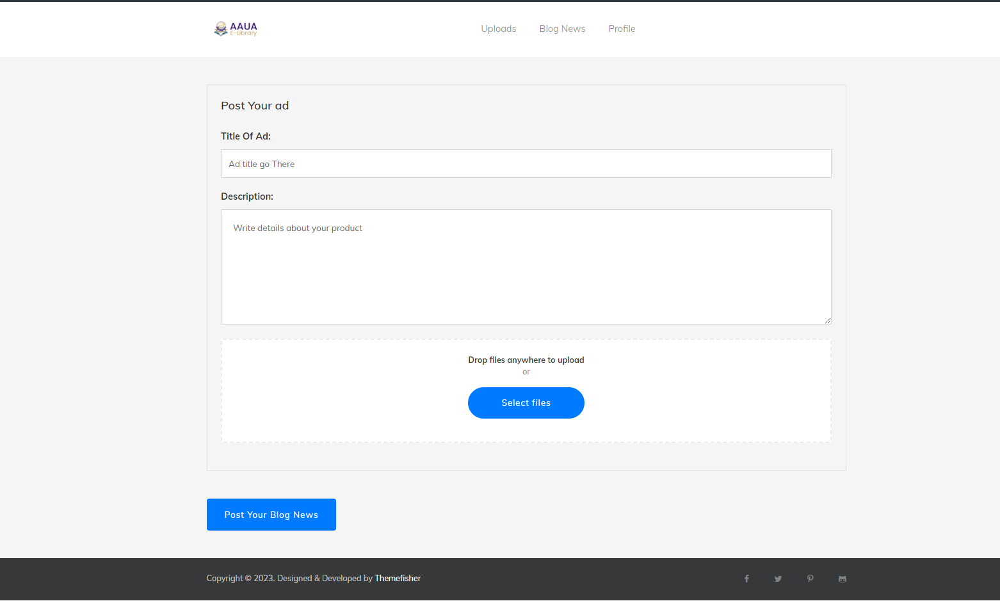 AAUA
E-Library
Uploads
Blog News
Profile
Post Your ad
Title Of Ad:
Ad title go There
Description:
Write details about your product
Drop files anywhere to upload
or
Select files
Post Your Blog News
Copyright © 2023. Designed & Developed by Themefisher